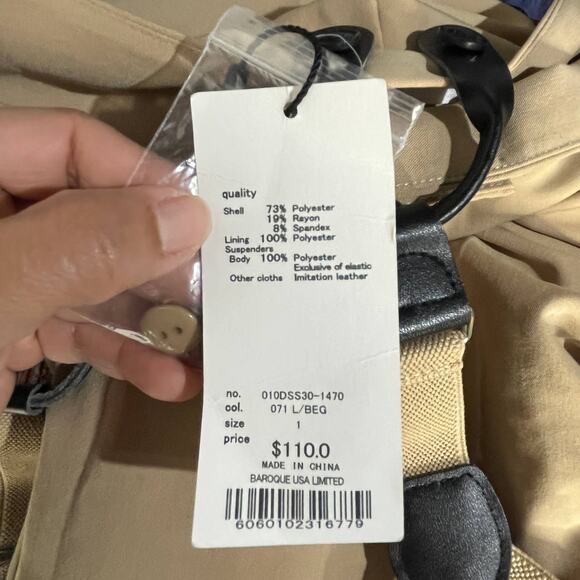 quality
Shell 73% Polyester
19% Rayon
8% Spandex
Lining 100% Polyester
Suspenders
Body 100% Polyester
Exclusive of elastic
Other cloths Imitation leather
no. 010DSS30-1470
col. 071 L/BEG
size 1
price $110.0
MADE IN CHINA
BAROQUE USA LIMITED
6060102316779